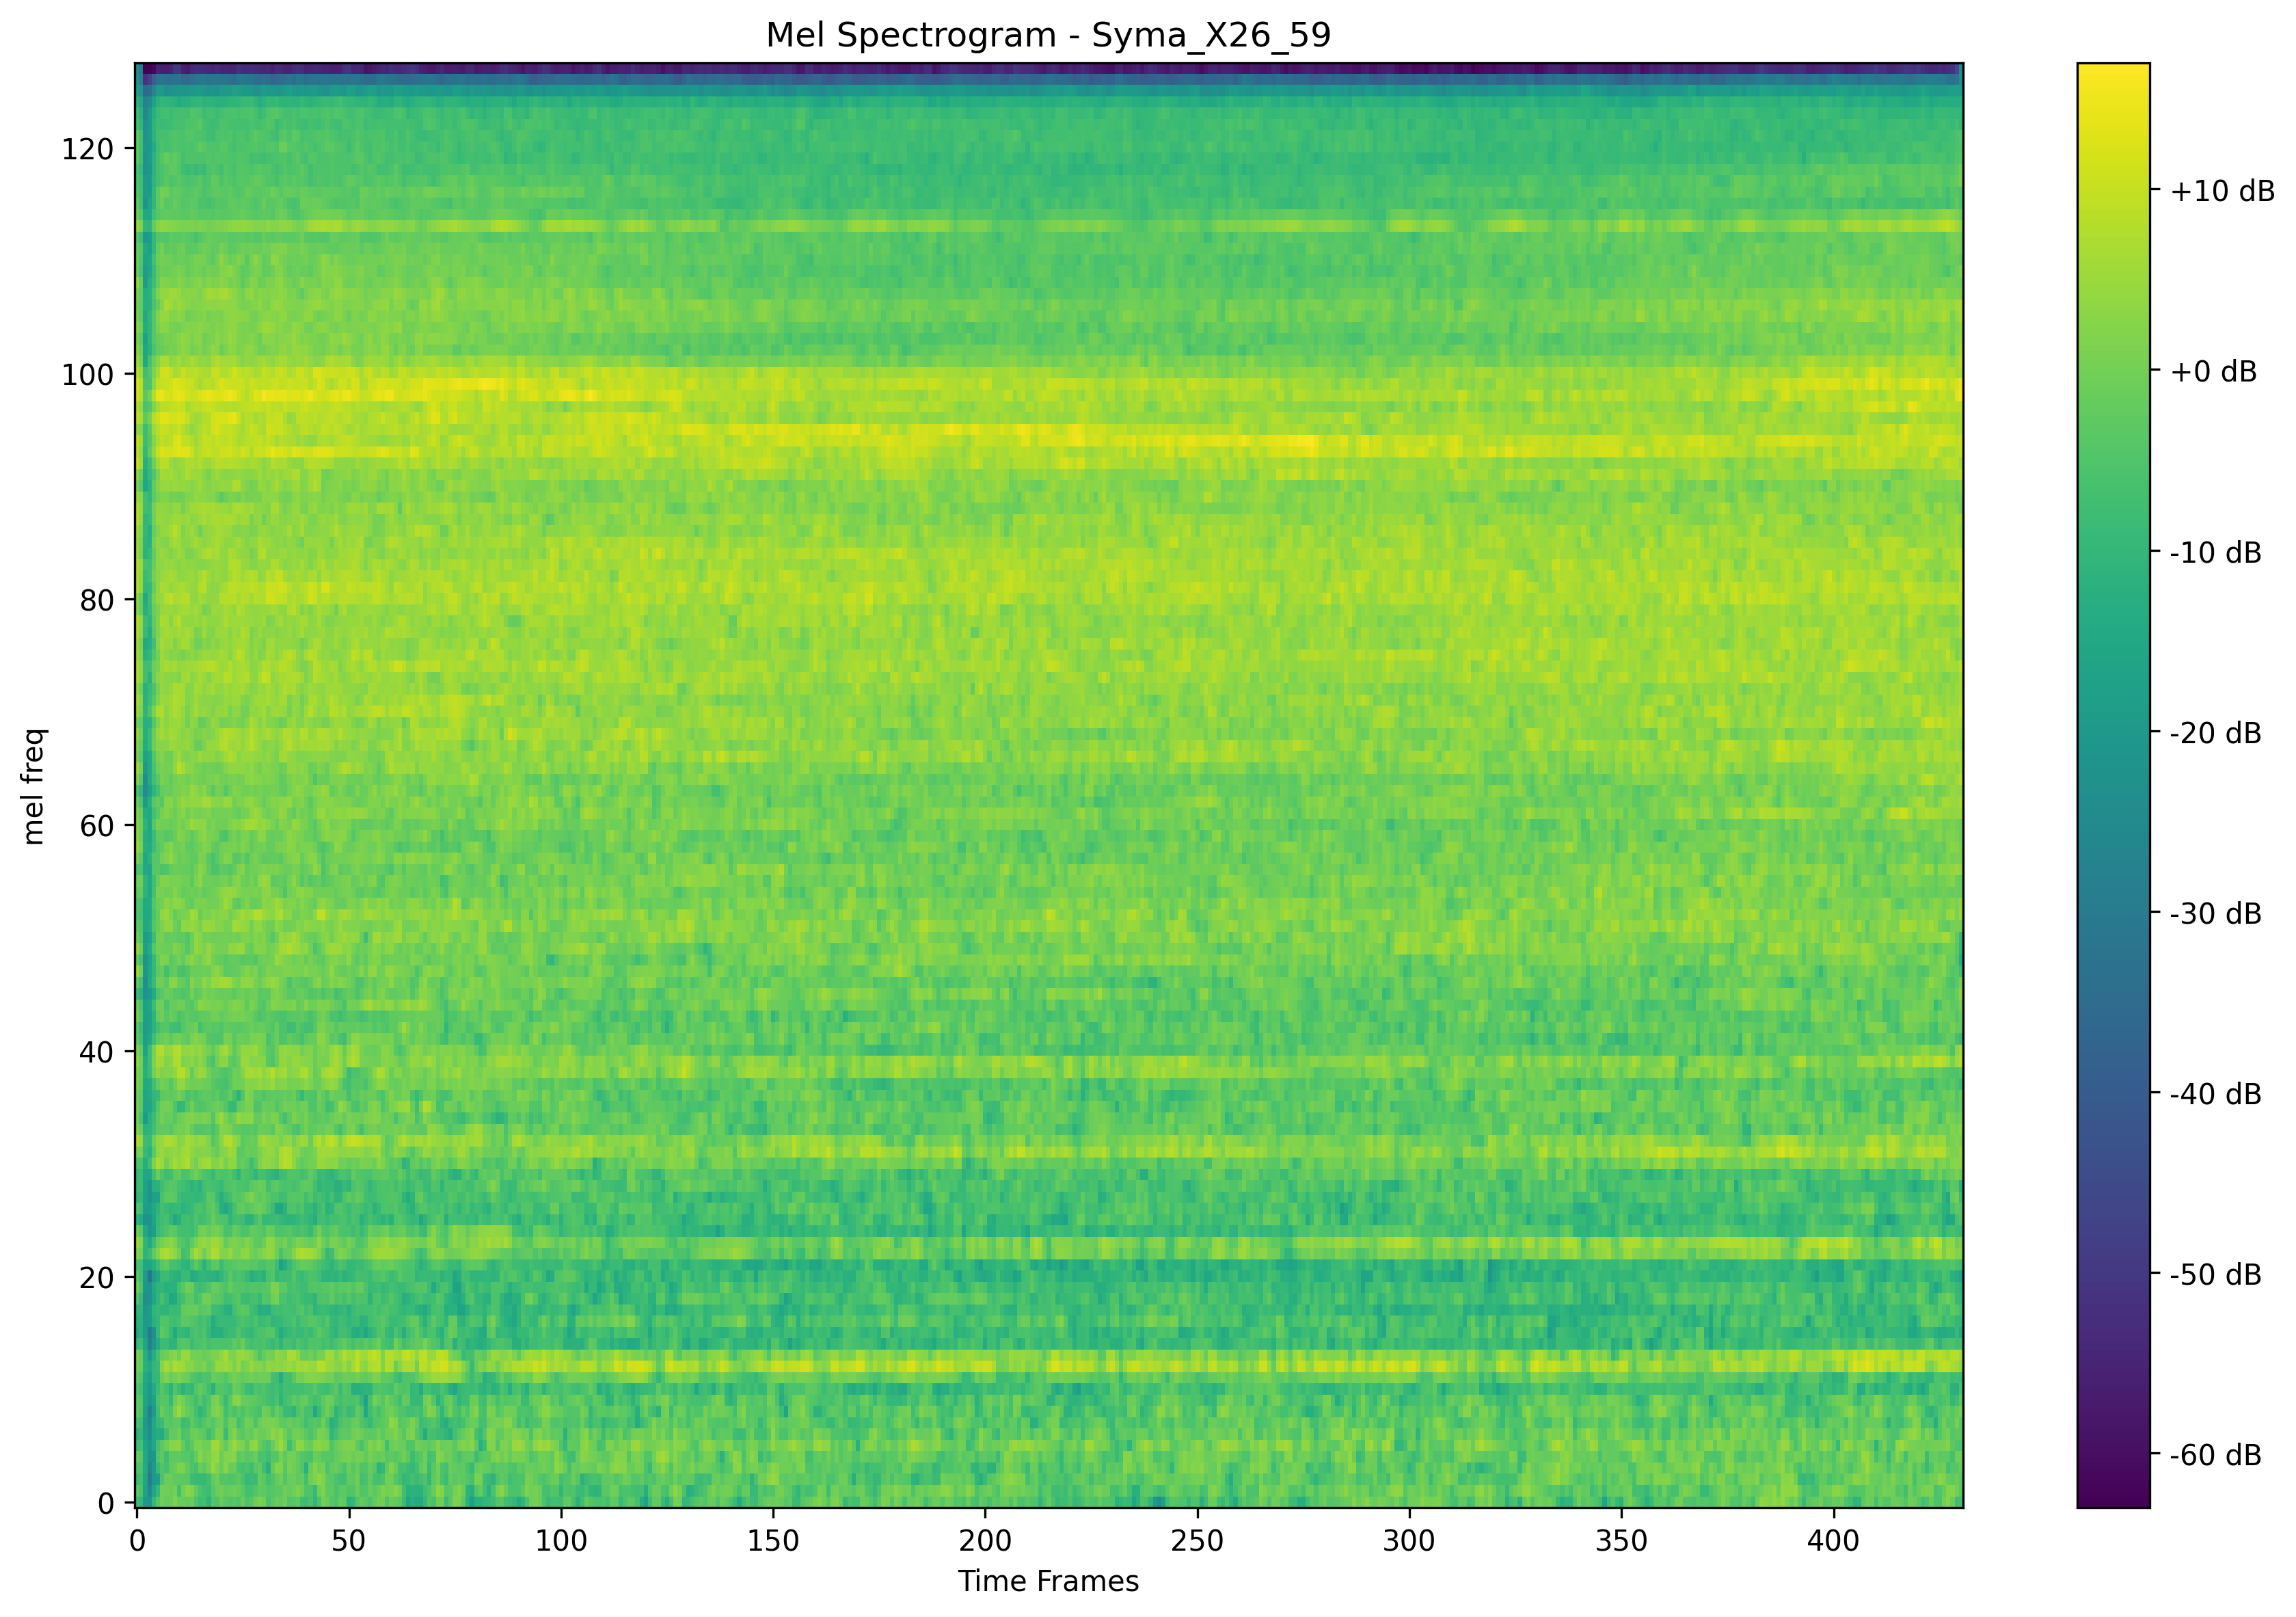 Mel Spectrogram - Syma_X26_59
mel freq
120
100
80
60
40
20
0
0 50 100 150 200 250 300 350 400
Time Frames
+10 dB
+0 dB
-10 dB
-20 dB
-30 dB
-40 dB
-50 dB
-60 dB